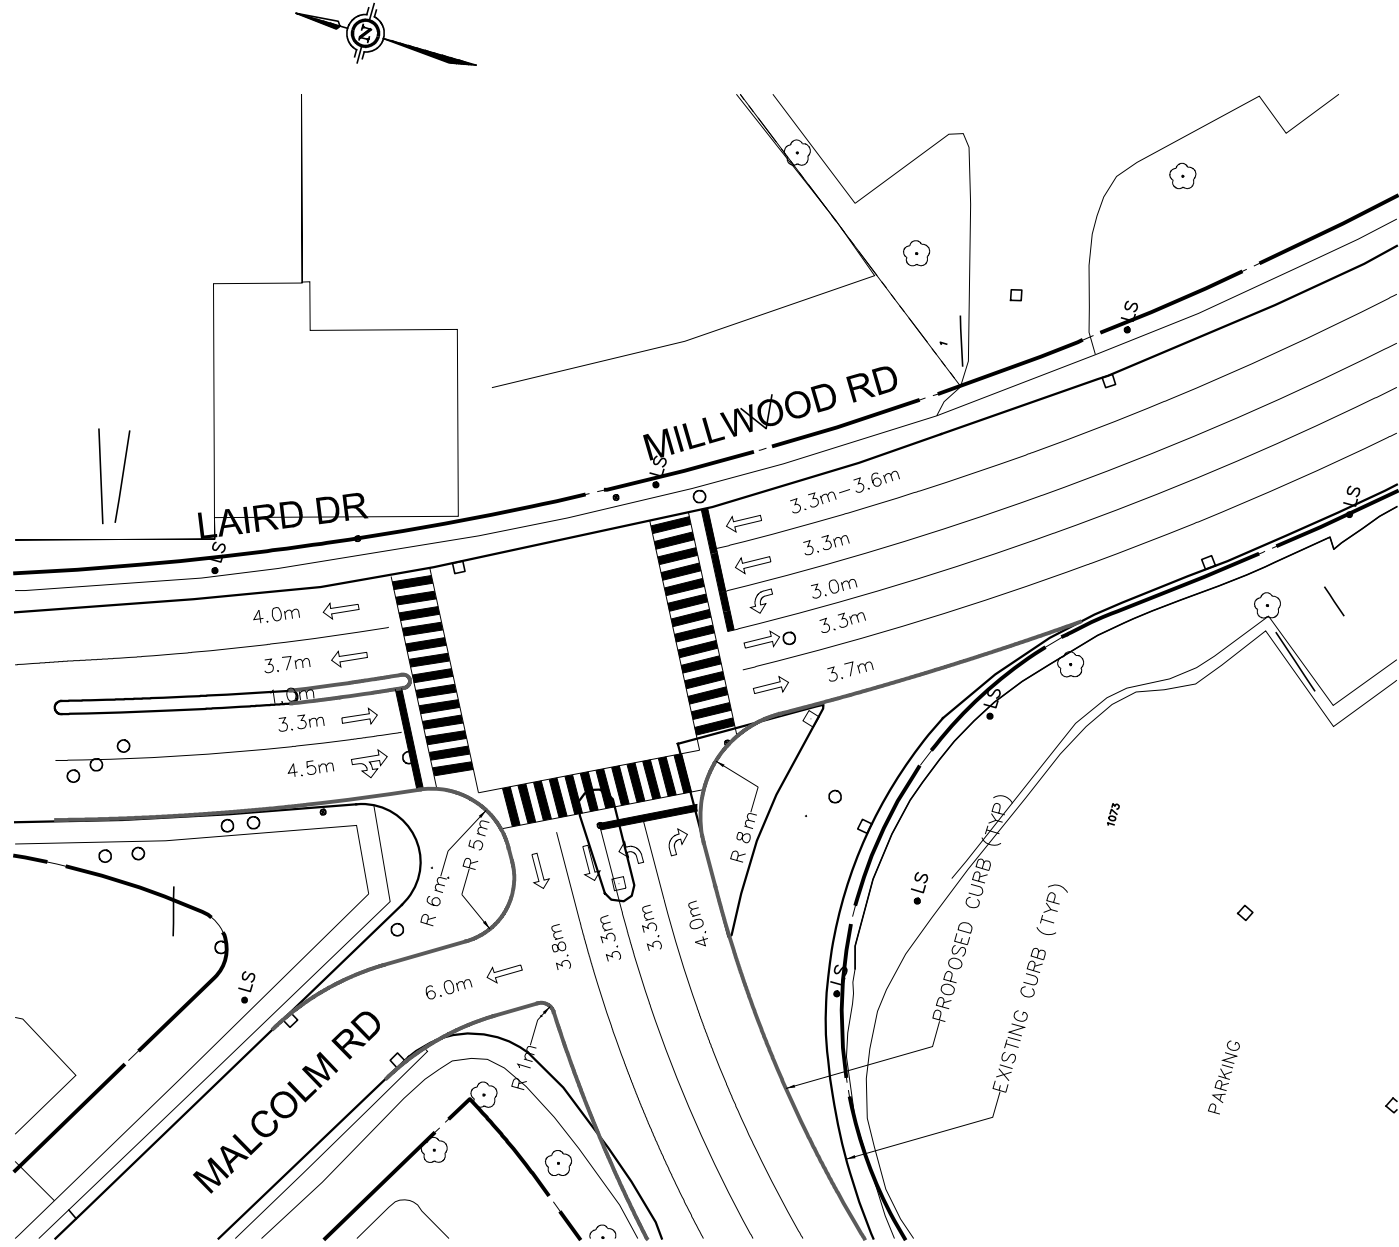 N
LS
1
MILLWOOD RD
LS
3.3m-3.6m
LAIRD DR
LS
LS
3.3m
3.0m
4.0m
3.3m
3.7m
3.7m
1.0m
LS
3.3m
4.5m
R 8m
R 5m
1073
R 6m
LS
PROPOSED CURB (TYP)
EXISTING CURB (TYP)
3.8m
3.3m
3.3m
4.0m
6.0m
LS
LS
MALCOLM RD
R 1m
PARKING